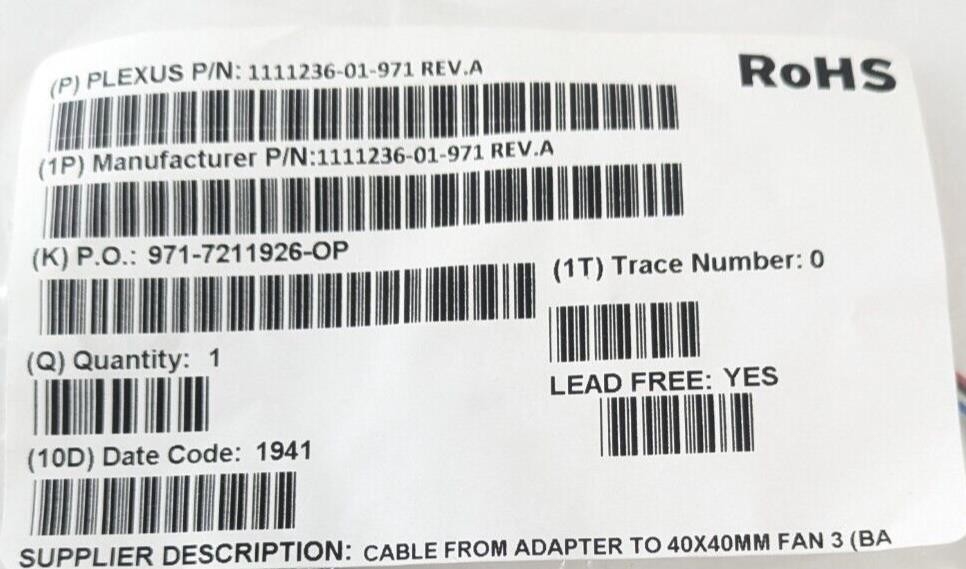 (P) PLEXUS P/N: 1111236-01-971 REV.A
RoHS
(1P) Manufacturer P/N:1111236-01-971 REV.A
(K) P.O.: 971-7211926-OP
(1T) Trace Number: 0
(Q) Quantity: 1
LEAD FREE: YES
(10D) Date Code: 1941
SUPPLIER DESCRIPTION: CABLE FROM ADAPTER TO 40X40MM FAN 3 (BA